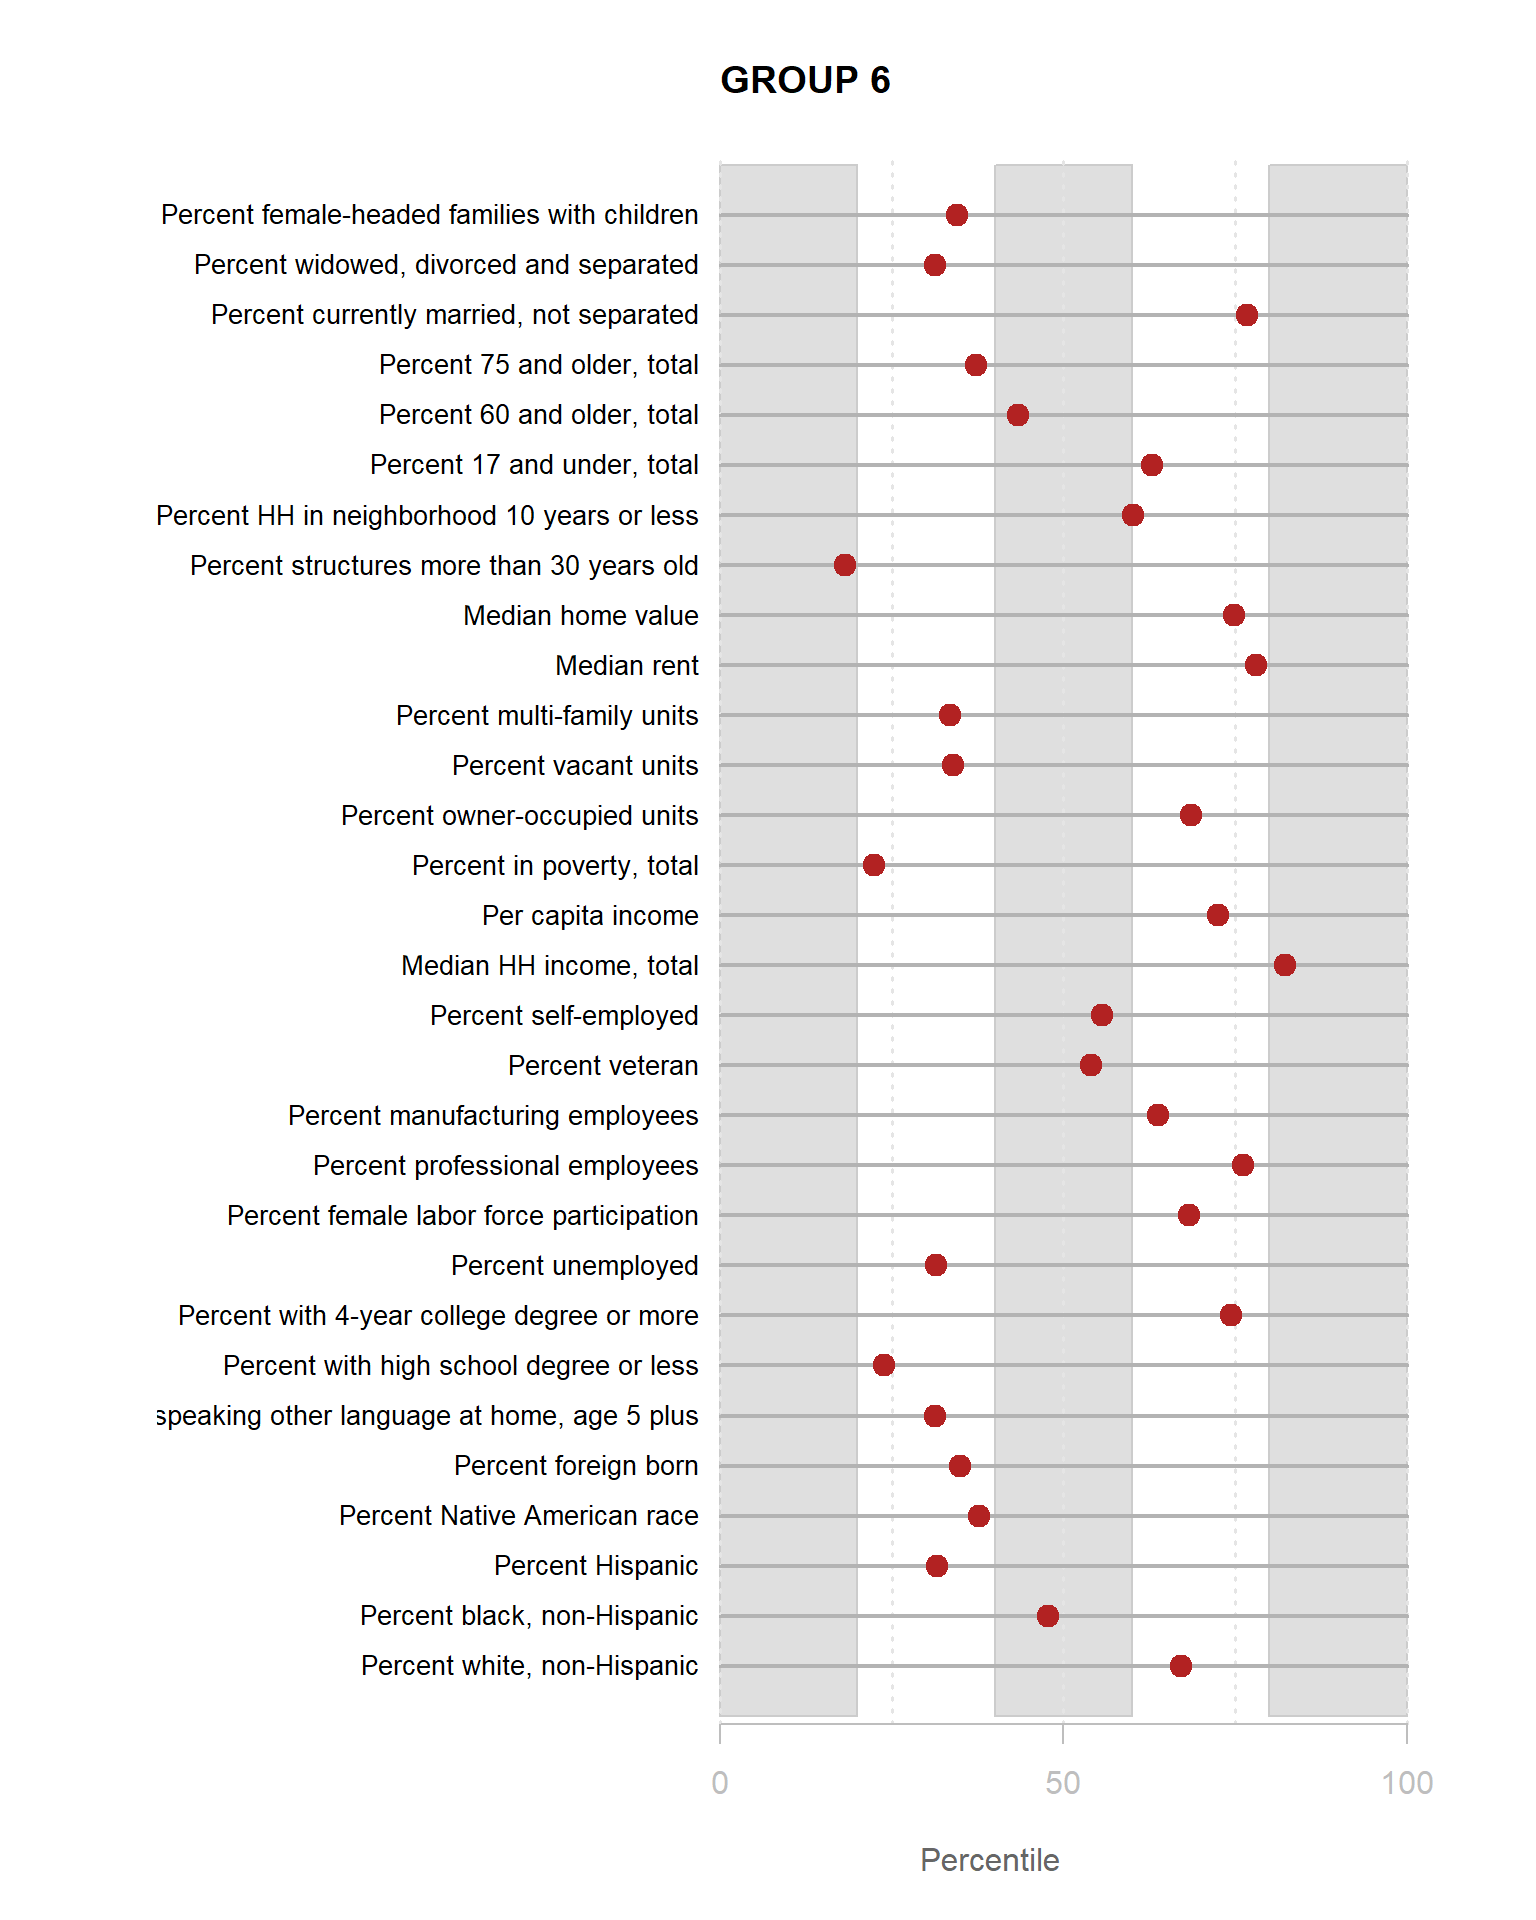 GROUP 6
Percent female-headed families with children
Percent widowed, divorced and separated
Percent currently married, not separated
Percent 75 and older, total
Percent 60 and older, total
Percent 17 and under, total
Percent HH in neighborhood 10 years or less
Percent structures more than 30 years old
Median home value
Median rent
Percent multi-family units
Percent vacant units
Percent owner-occupied units
Percent in poverty, total
Per capita income
Median HH income, total
Percent self-employed
Percent veteran
Percent manufacturing employees
Percent professional employees
Percent female labor force participation
Percent unemployed
Percent with 4-year college degree or more
Percent with high school degree or less
speaking other language at home, age 5 plus
Percent foreign born
Percent Native American race
Percent Hispanic
Percent black, non-Hispanic
Percent white, non-Hispanic
0 50 100
Percentile